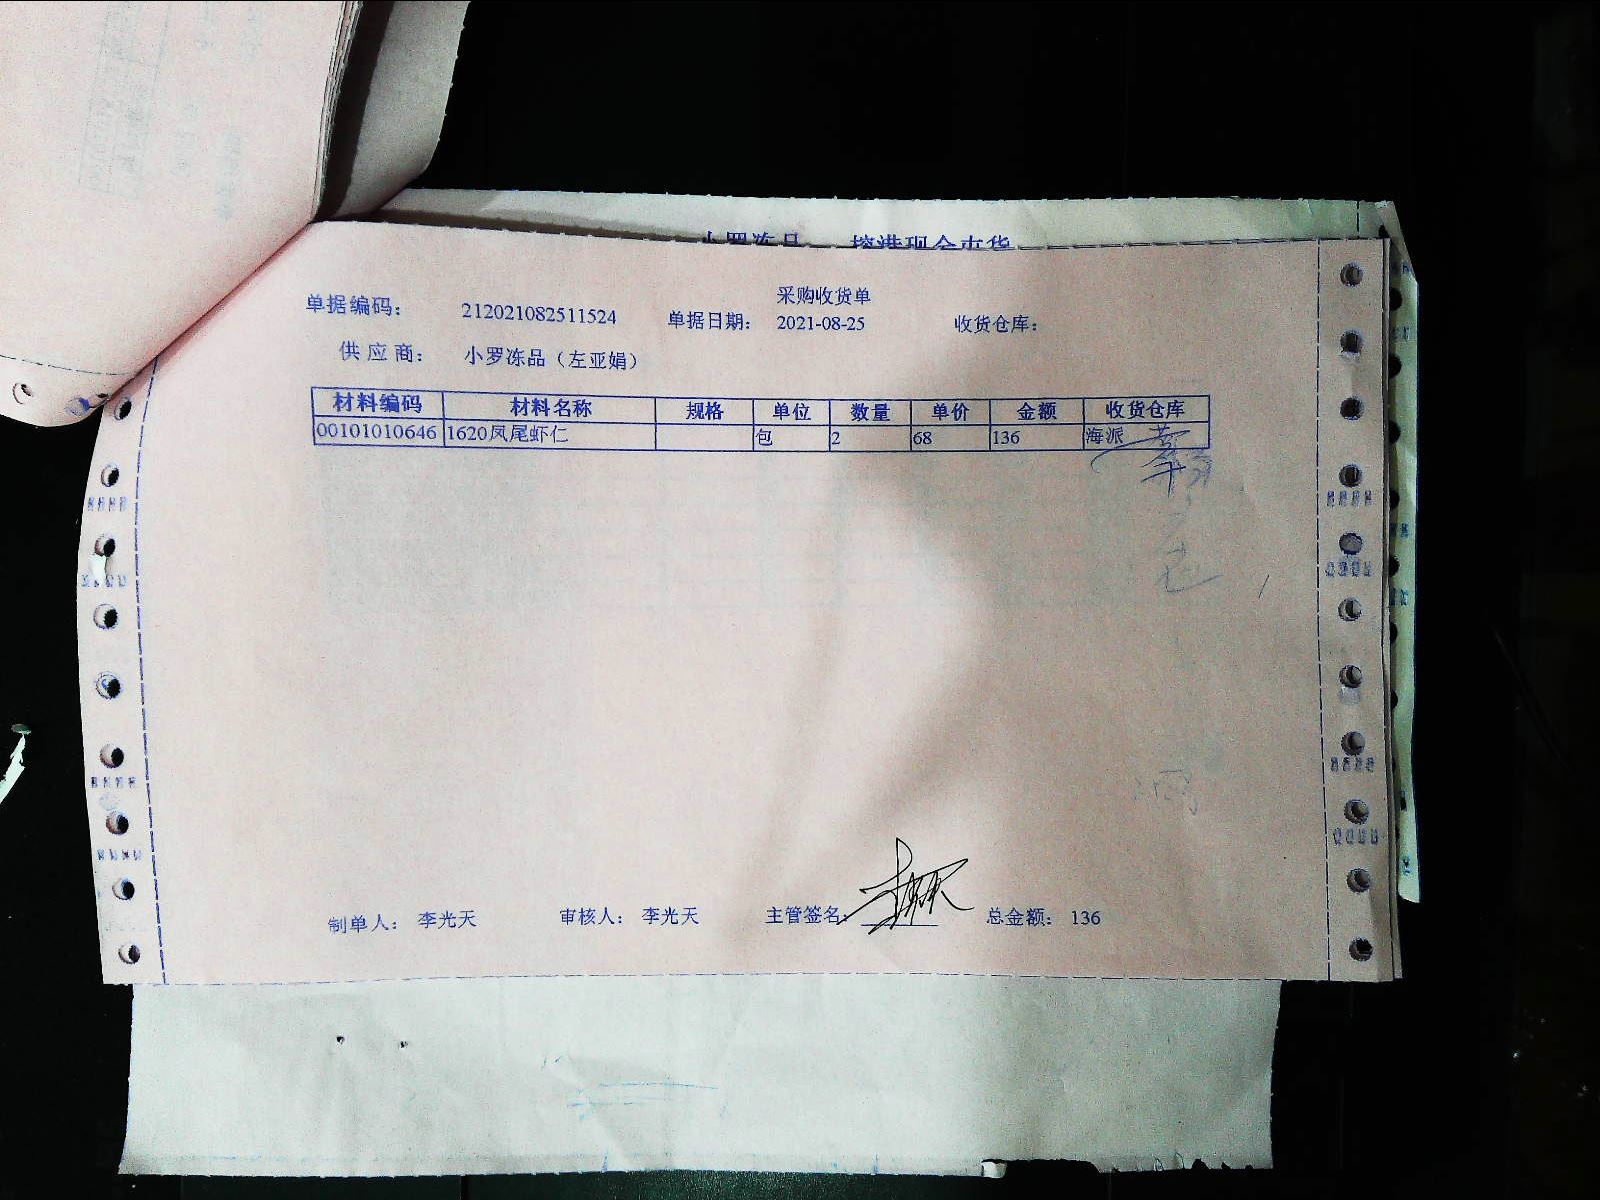 采购收货单
单据编码: 212021082511524 单据日期: 2021-08-25 收货仓库:
供应商: 小罗冻品（左亚娟）
材料编码 材料名称 规格 单位 数量 单价 金额 收货仓库
00101010646 1620凤尾虾仁 包 2 68 136 海派
制单人: 李光天 审核人: 李光天 主管签名: 总金额: 136